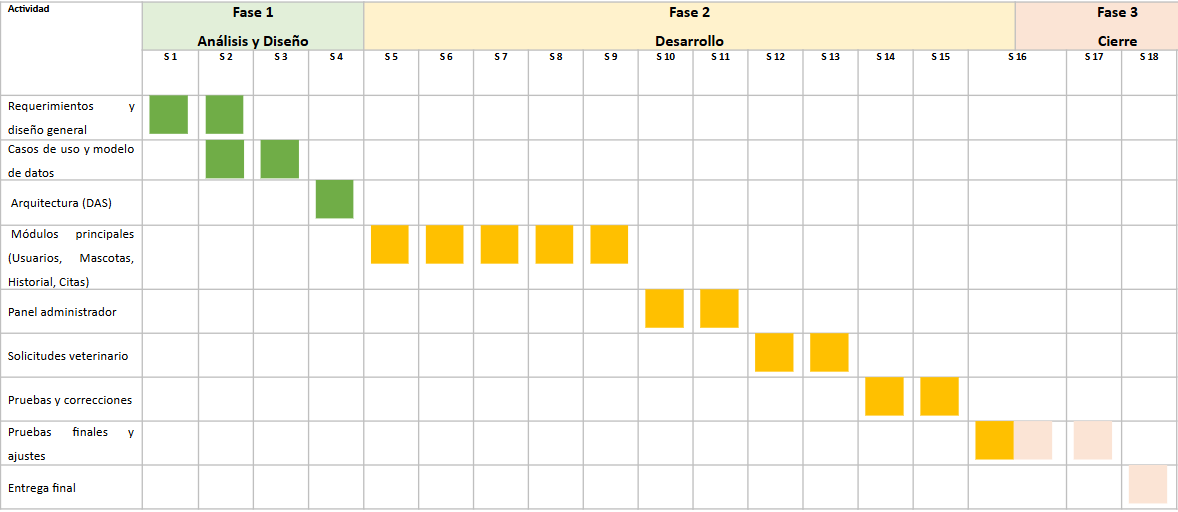 Actividad
Fase 1
Análisis y Diseño
Fase 2
Desarrollo
Fase 3
Cierre
S 1 S 2 S 3 S 4 S 5 S 6 S 7 S 8 S 9 S 10 S 11 S 12 S 13 S 14 S 15 S 16 S 17 S 18
Requerimientos y
diseño general
Casos de uso y modelo
de datos
Arquitectura (DAS)
Módulos principales
(Usuarios, Mascotas,
Historial, Citas)
Panel administrador
Solicitudes veterinario
Pruebas y correcciones
Pruebas finales y
ajustes
Entrega final